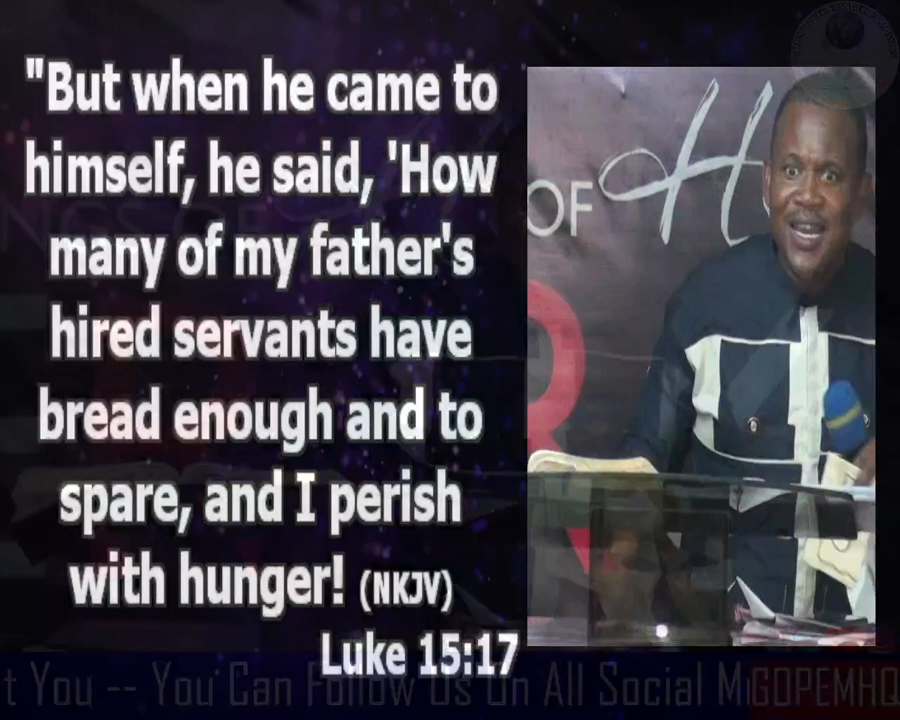 "But when he came to
himself, he said, 'How
many of my father's
hired servants have
bread enough and to
spare, and I perish
with hunger! (NKJV)
Luke 15:17
OF H
t You -- You Can Follow Us On All Social M
GOPEMHQ